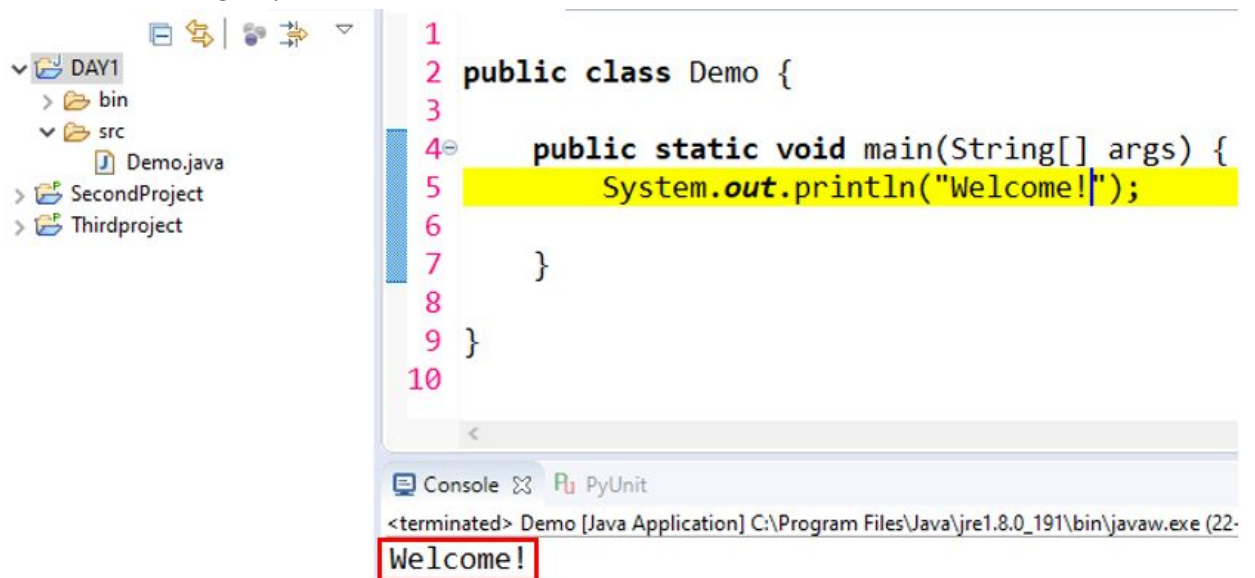 DAY1
bin
src
Demo.java
SecondProject
Thirdproject
1
2 public class Demo {
3
4 public static void main(String[] args) {
5 System.out.println("Welcome!");
6
7 }
8
9 }
10
Console PyUnit
<terminated> Demo [Java Application] C:\Program Files\Java\jre1.8.0_191\bin\javaw.exe (22-
Welcome!